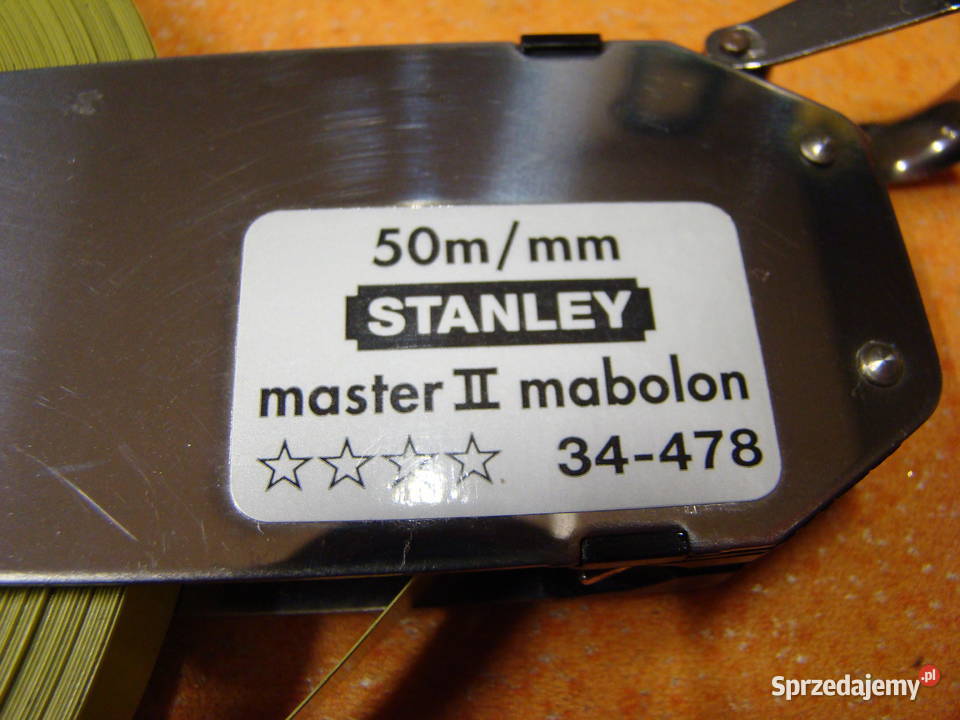 50m/mm
STANLEY
master II mabolon
☆☆☆☆ 34-478
Sprzedajemy.pl